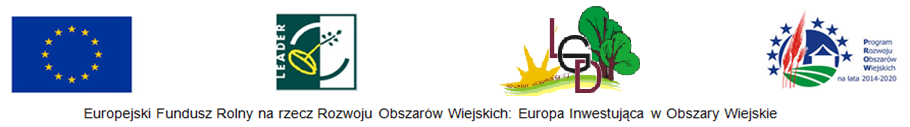 LEADER
LGD
Program
Rozwoju
Obszarów
Wiejskich
na lata 2014-2020
Europejski Fundusz Rolny na rzecz Rozwoju Obszarów Wiejskich: Europa Inwestująca w Obszary Wiejskie